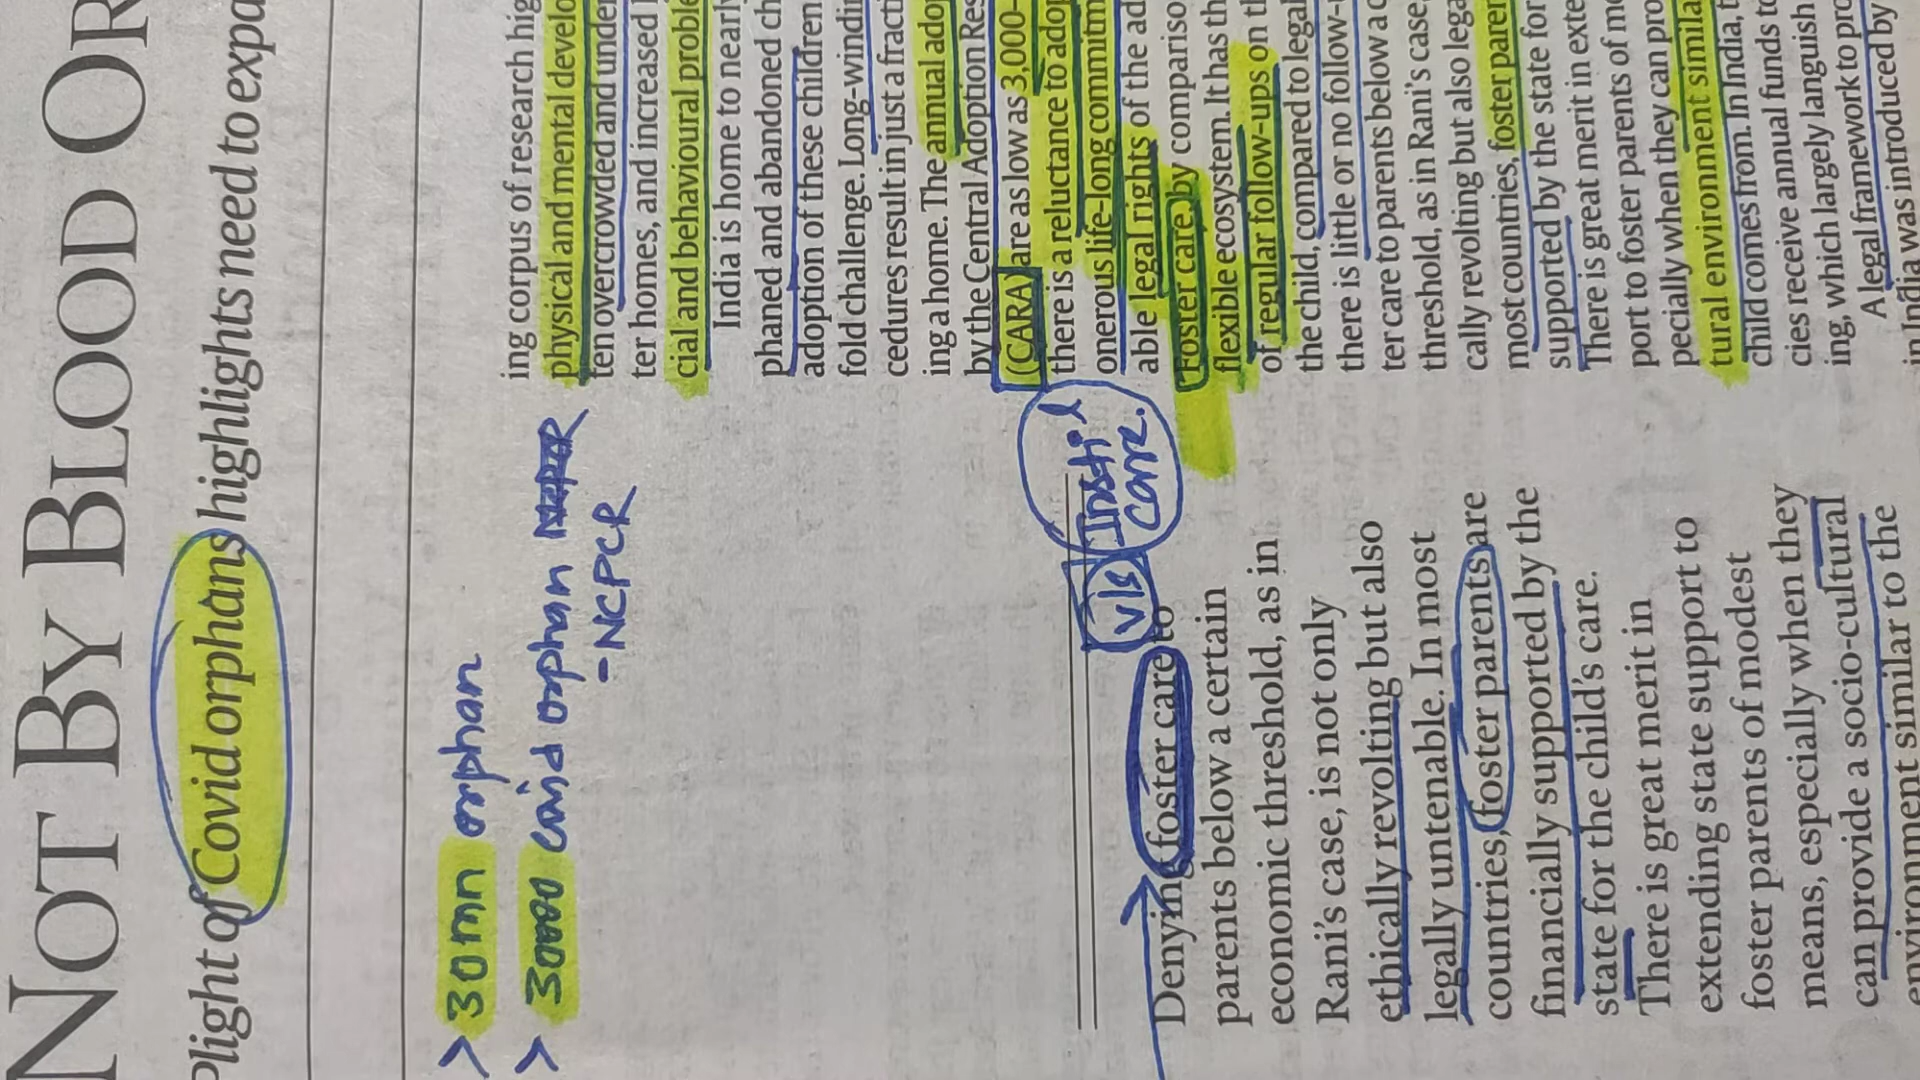 NOT BY BLOOD OR
Plight of Covid orphans highlights need to expa
> 30 mn orphan
> 30000 covid orphan
- NCPCR
V/s Insti.l
care.
Denying foster care to
parents below a certain
economic threshold, as in
Rani's case, is not only
ethically revolting but also
legally untenable. In most
countries, foster parents are
financially supported by the
state for the child's care.
There is great merit in
extending state support to
foster parents of modest
means, especially when they
can provide a socio-cultural
environment similar to the
ing corpus of research hig
physical and mental develo
ten overcrowded and under
ter homes, and increased
cial and behavioural proble
India is home to nearly
phaned and abandoned ch
adoption of these children
fold challenge. Long-windin
cedures result in just a fracti
ing a home. The annual adop
by the Central Adoption Res
(CARA) are as low as 3,000-
there is a reluctance to adop
onerous life-long commitm
able legal rights of the ad
Foster care, by compariso
flexible ecosystem. It has th
of regular follow-ups on th
the child, compared to legal
there is little or no follow-
ter care to parents below a c
threshold, as in Rani's case,
cally revolting but also lega
most countries, foster paren
supported by the state for
There is great merit in exte
port to foster parents of mo
pecially when they can pro
tural environment simila
child comes from. In India, t
cies receive annual funds to
ing, which largely languish
A legal framework to pro
in India was introduced by